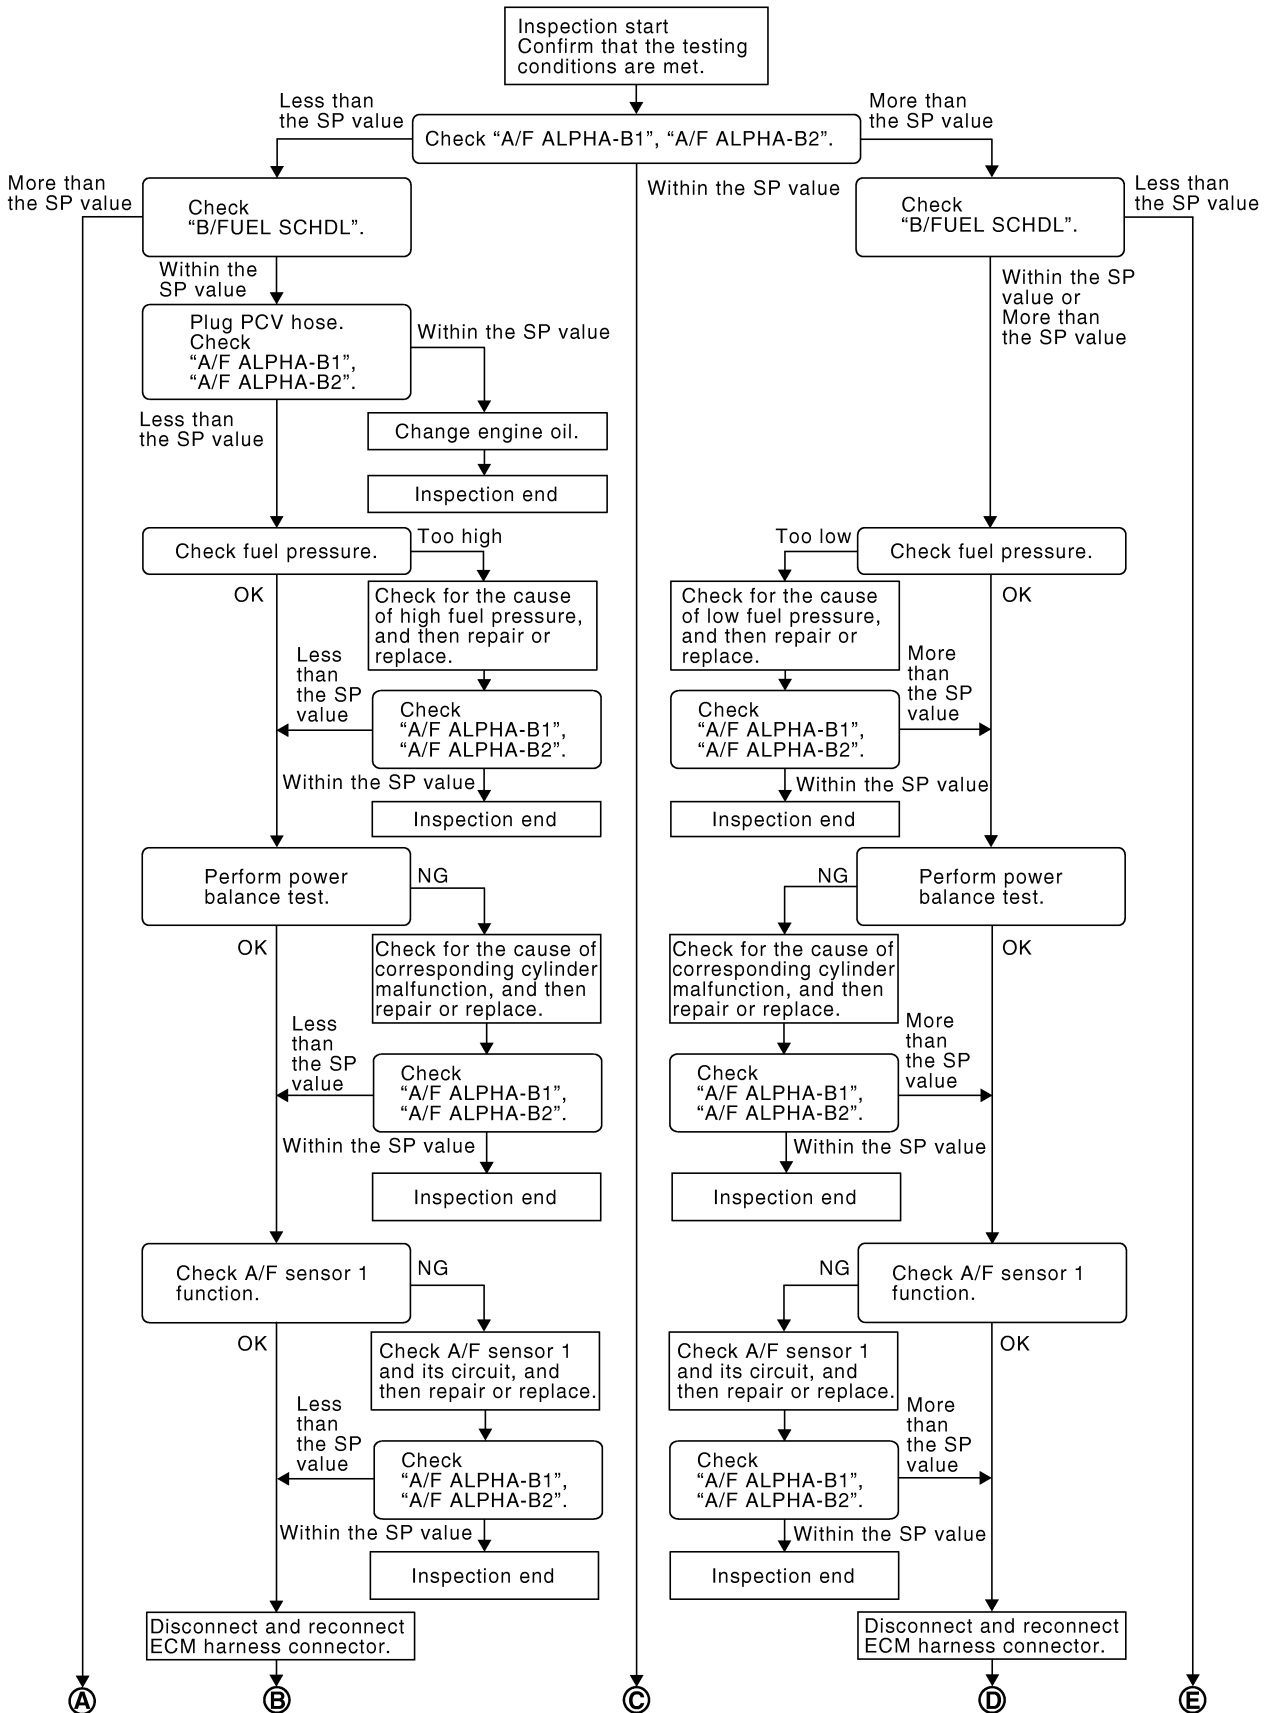 Inspection start
Confirm that the testing
conditions are met.
Less than
the SP value
More than
the SP value
Check “A/F ALPHA-B1”, “A/F ALPHA-B2”.
More than
the SP value
Check
“B/FUEL SCHDL”.
Within the SP value
Check
“B/FUEL SCHDL”.
Less than
the SP value
Within the
SP value
Within the SP
value or
More than
the SP value
Plug PCV hose.
Check
“A/F ALPHA-B1”,
“A/F ALPHA-B2”.
Within the SP value
Less than
the SP value
Change engine oil.
Inspection end
Check fuel pressure.
Too high
Too low
Check fuel pressure.
OK
Check for the cause
of high fuel pressure,
and then repair or
replace.
Check for the cause
of low fuel pressure,
and then repair or
replace.
OK
Less
than
the SP
value
Check
“A/F ALPHA-B1”,
“A/F ALPHA-B2”.
Check
“A/F ALPHA-B1”,
“A/F ALPHA-B2”.
More
than
the SP
value
Within the SP value
Within the SP value
Inspection end
Inspection end
Perform power
balance test.
NG
NG
Perform power
balance test.
OK
Check for the cause of
corresponding cylinder
malfunction, and then
repair or replace.
Check for the cause of
corresponding cylinder
malfunction, and then
repair or replace.
OK
Less
than
the SP
value
Check
“A/F ALPHA-B1”,
“A/F ALPHA-B2”.
Check
“A/F ALPHA-B1”,
“A/F ALPHA-B2”.
More
than
the SP
value
Within the SP value
Within the SP value
Inspection end
Inspection end
Check A/F sensor 1
function.
NG
NG
Check A/F sensor 1
function.
OK
Check A/F sensor 1
and its circuit, and
then repair or replace.
Check A/F sensor 1
and its circuit, and
then repair or replace.
OK
Less
than
the SP
value
Check
“A/F ALPHA-B1”,
“A/F ALPHA-B2”.
Check
“A/F ALPHA-B1”,
“A/F ALPHA-B2”.
More
than
the SP
value
Within the SP value
Within the SP value
Inspection end
Inspection end
Disconnect and reconnect
ECM harness connector.
Disconnect and reconnect
ECM harness connector.
A
B
C
D
E